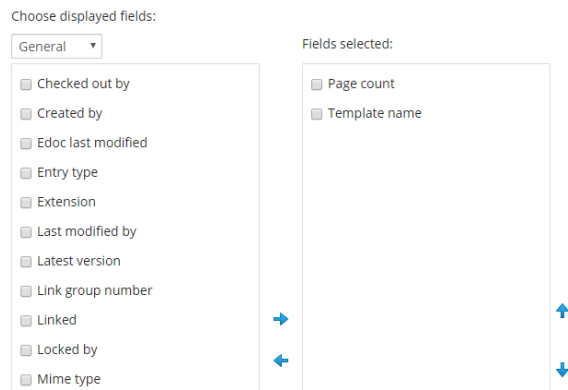 Choose displayed fields:
General
Checked out by
Created by
Edoc last modified
Entry type
Extension
Last modified by
Latest version
Link group number
Linked
Locked by
Mime type
Fields selected:
Page count
Template name